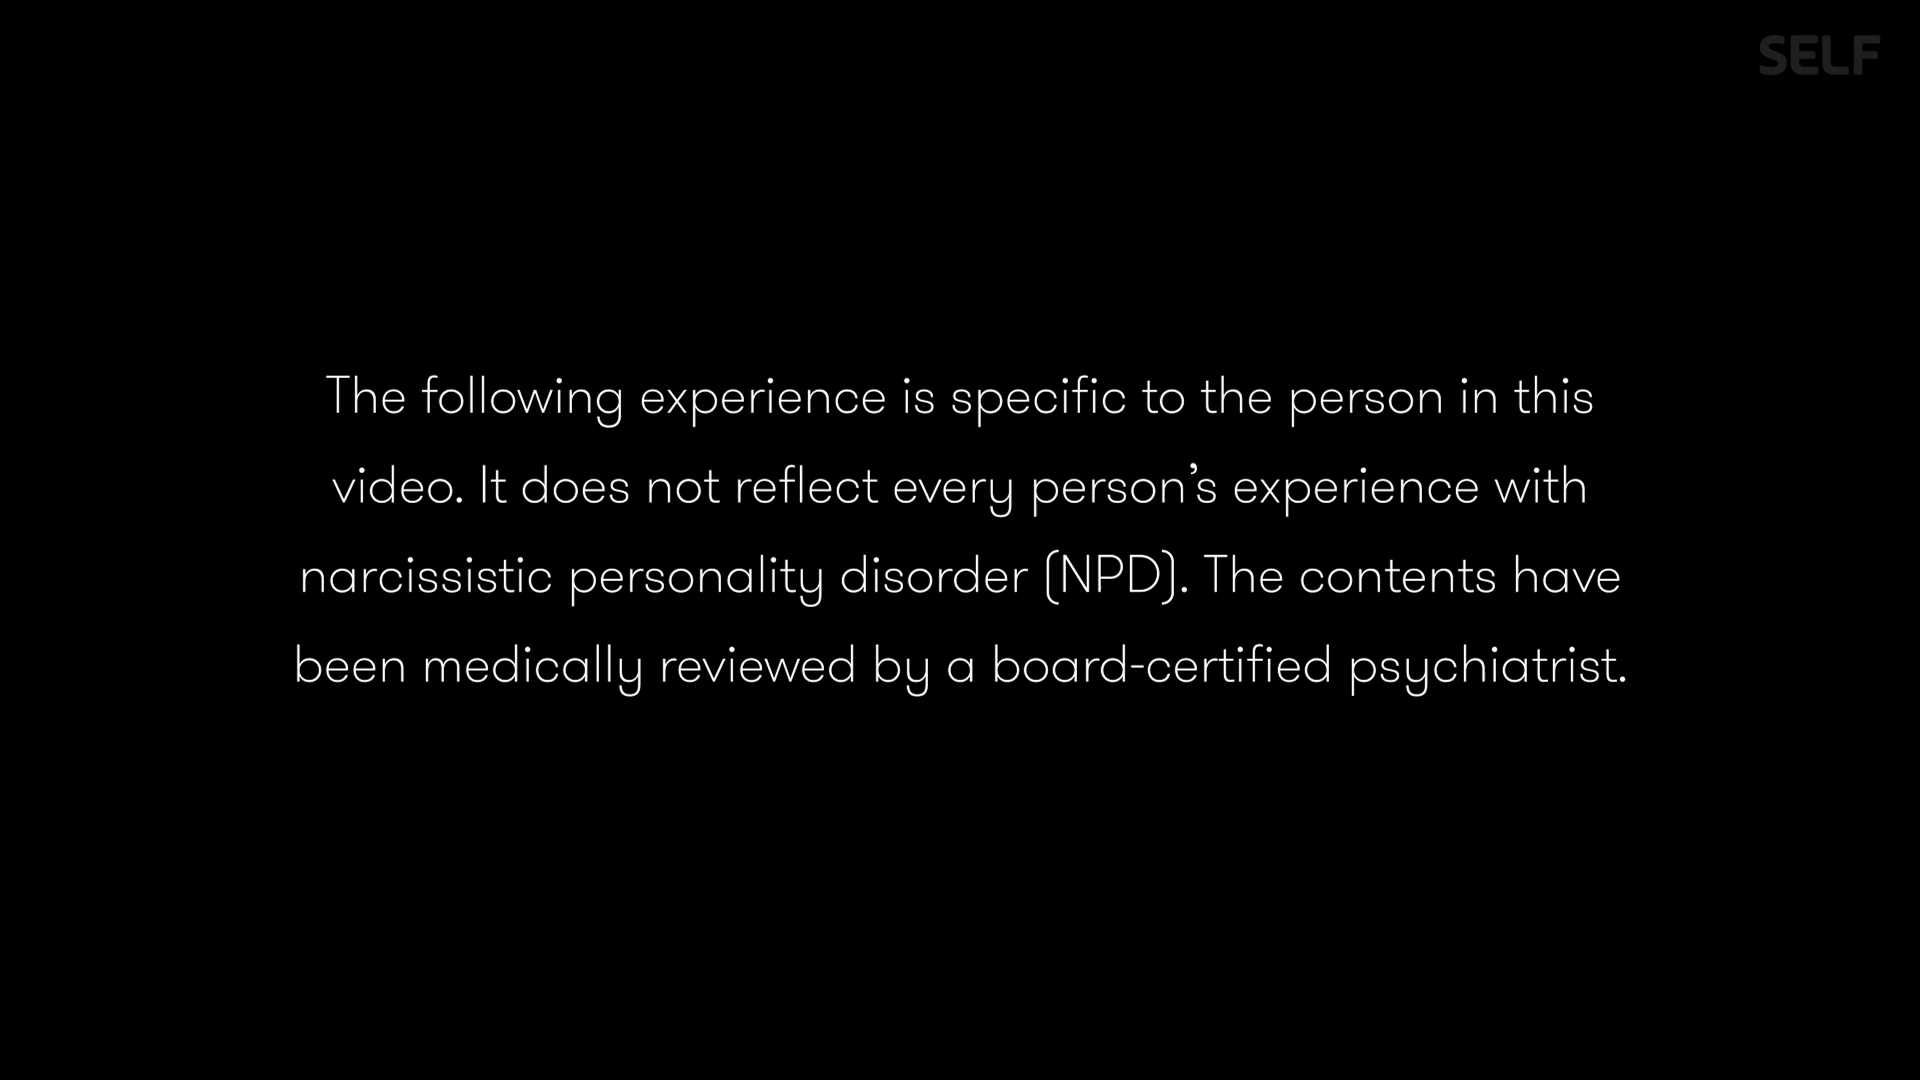 SELF
The following experience is specific to the person in this
video. It does not reflect every person’s experience with
narcissistic personality disorder (NPD). The contents have
been medically reviewed by a board-certified psychiatrist.